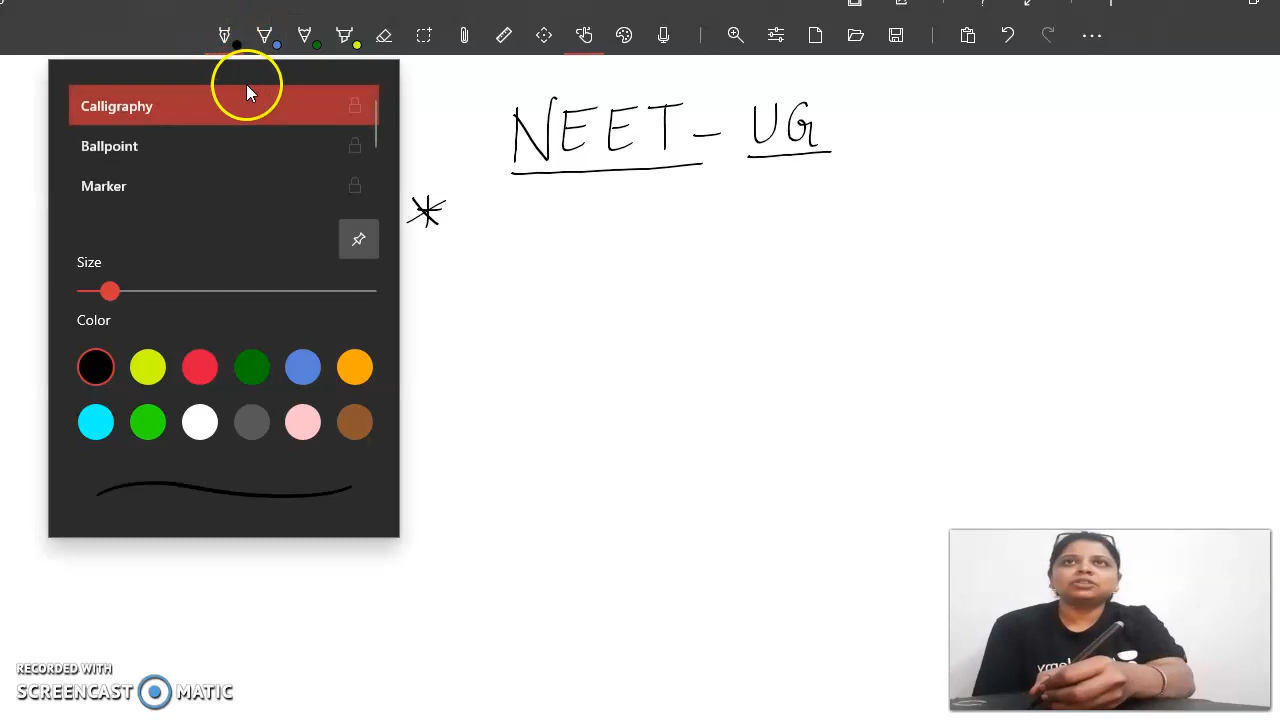 Calligraphy
NEET - UG
Ballpoint
Marker
*
Size
Color
RECORDED WITH
SCREENCAST MATIC